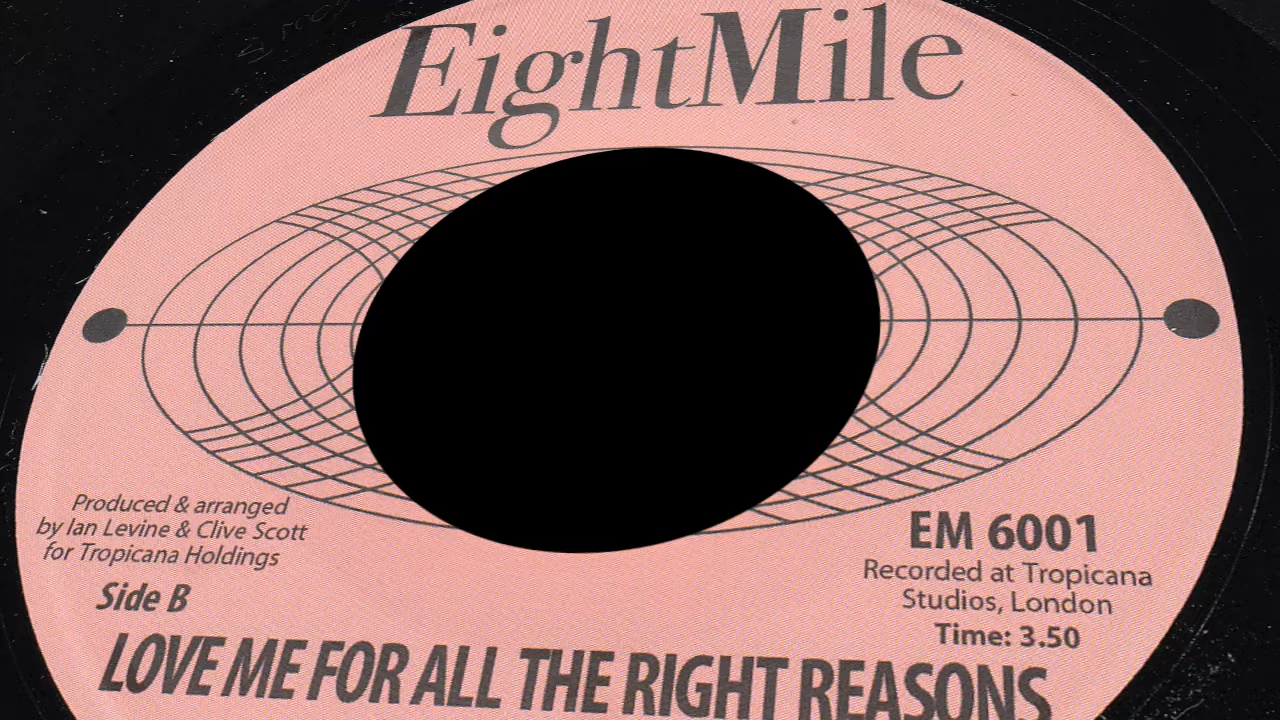 EightMile
Produced & arranged
by Ian Levine & Clive Scott
for Tropicana Holdings
Side B
EM 6001
Recorded at Tropicana
Studios, London
Time: 3.50
LOVE ME FOR ALL THE RIGHT REASONS